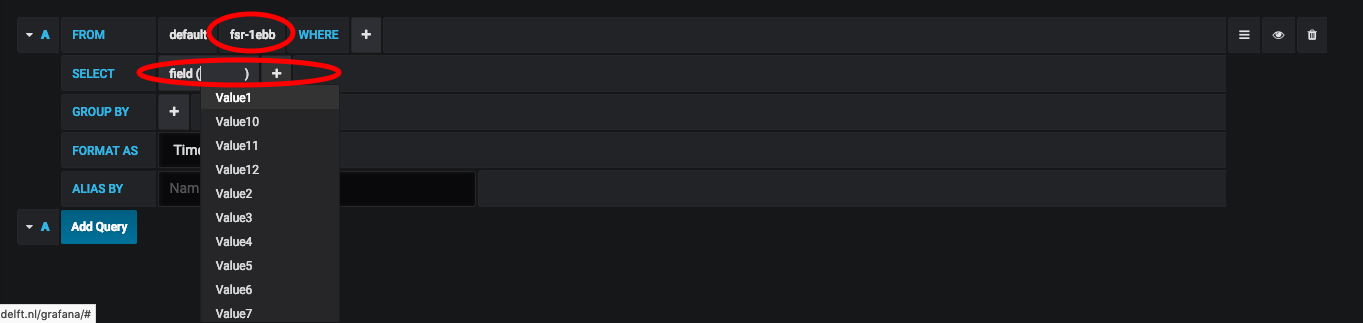 A FROM default fsr-1ebb WHERE +
SELECT field ( ) +
Value1
GROUP BY +
Value10
Value11
FORMAT AS Time
Value12
ALIAS BY Nam
Value2
Value3
A Add Query
Value4
Value5
Value6
Value7
delft.nl/grafana/#